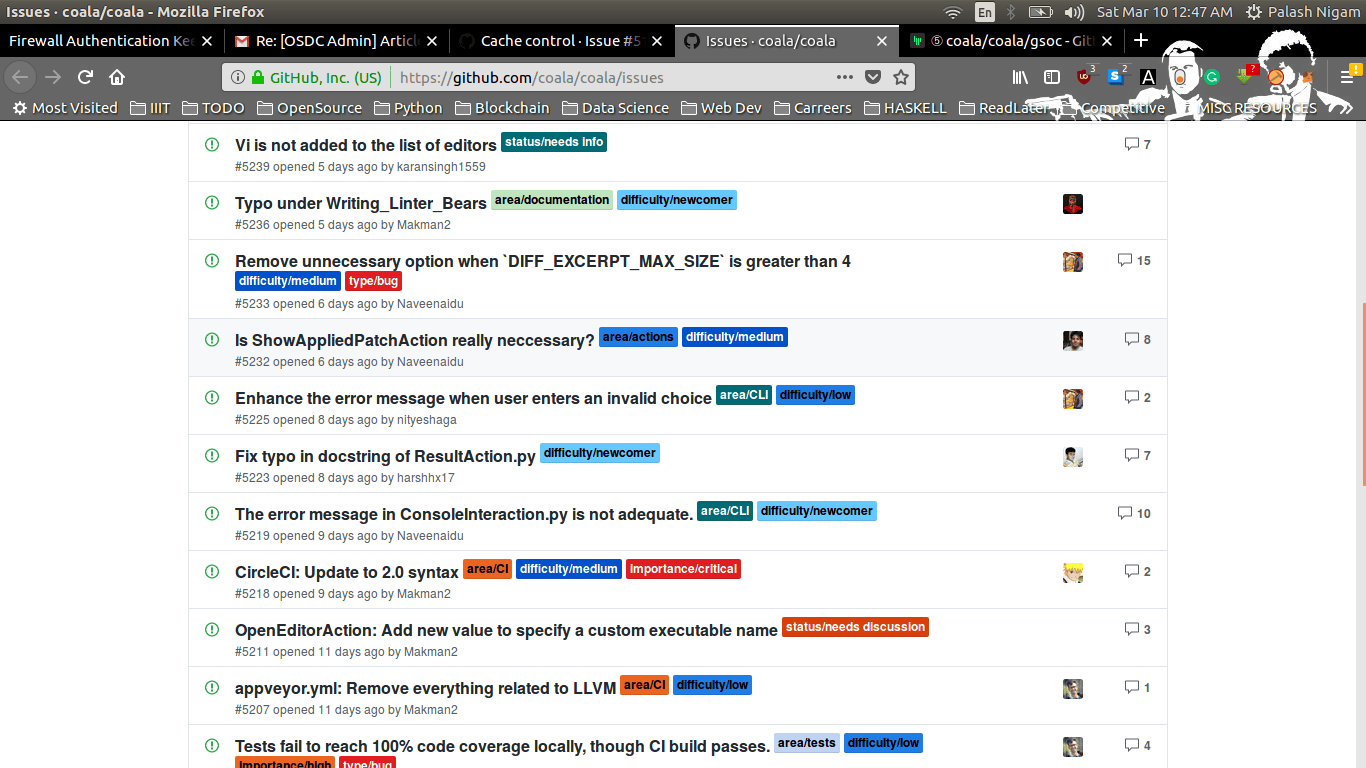 Issues · coala/coala - Mozilla Firefox
En
Sat Mar 10 12:47 AM
Palash Nigam
Firewall Authentication Kee
Re: [OSDC Admin] Article
Cache control · Issue #5
Issues · coala/coala
⑤ coala/coala/gsoc - Git
GitHub, Inc. (US)
https://github.com/coala/coala/issues
3
2
A
?
Most Visited
IIIT
TODO
OpenSource
Python
Blockchain
Data Science
Web Dev
Carreers
HASKELL
ReadLater
Competitive
MISC RESOURCES
Vi is not added to the list of editors status/needs info 7
#5239 opened 5 days ago by karansingh1559
Typo under Writing_Linter_Bears area/documentation difficulty/newcomer
#5236 opened 5 days ago by Makman2
Remove unnecessary option when `DIFF_EXCERPT_MAX_SIZE` is greater than 4 15
difficulty/medium type/bug
#5233 opened 6 days ago by Naveenaidu
Is ShowAppliedPatchAction really neccessary? area/actions difficulty/medium 8
#5232 opened 6 days ago by Naveenaidu
Enhance the error message when user enters an invalid choice area/CLI difficulty/low 2
#5225 opened 8 days ago by nityeshaga
Fix typo in docstring of ResultAction.py difficulty/newcomer 7
#5223 opened 8 days ago by harshhx17
The error message in ConsoleInteraction.py is not adequate. area/CLI difficulty/newcomer 10
#5219 opened 9 days ago by Naveenaidu
CircleCI: Update to 2.0 syntax area/CI difficulty/medium importance/critical 2
#5218 opened 9 days ago by Makman2
OpenEditorAction: Add new value to specify a custom executable name status/needs discussion 3
#5211 opened 11 days ago by Makman2
appveyor.yml: Remove everything related to LLVM area/CI difficulty/low 1
#5207 opened 11 days ago by Makman2
Tests fail to reach 100% code coverage locally, though CI build passes. area/tests difficulty/low 4
importance/high type/bug